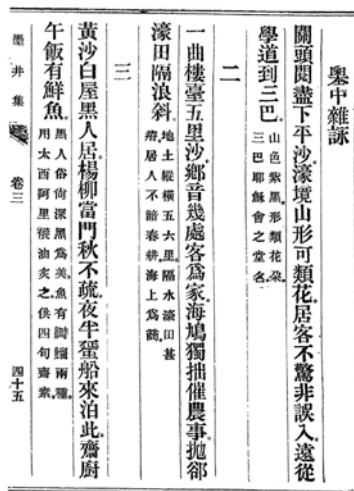 嶴中雜詠
關頭閱盡下平沙。濠境山形可類花。居客不驚非誤入。遠從
學道到三巴。山色紫黑形類花朶。
三巴耶穌會之堂名。
二
一曲樓臺五里沙。鄉音幾處客爲家。海鳩獨拙催農事。拋卻
濠田隔浪斜。地土縱橫五六里。隔水濠田甚
瘠。居人不諳春耕。海上爲商。
三
黃沙白屋黑人居。楊柳當門秋不疏。夜半蜑船來泊此。齋厨
午飯有鮮魚。黑人俗尚深黑爲美。魚有鰣鰡兩種。
用太西阿里襪油炙之。供四句齋素。
墨井集 卷三 四十五